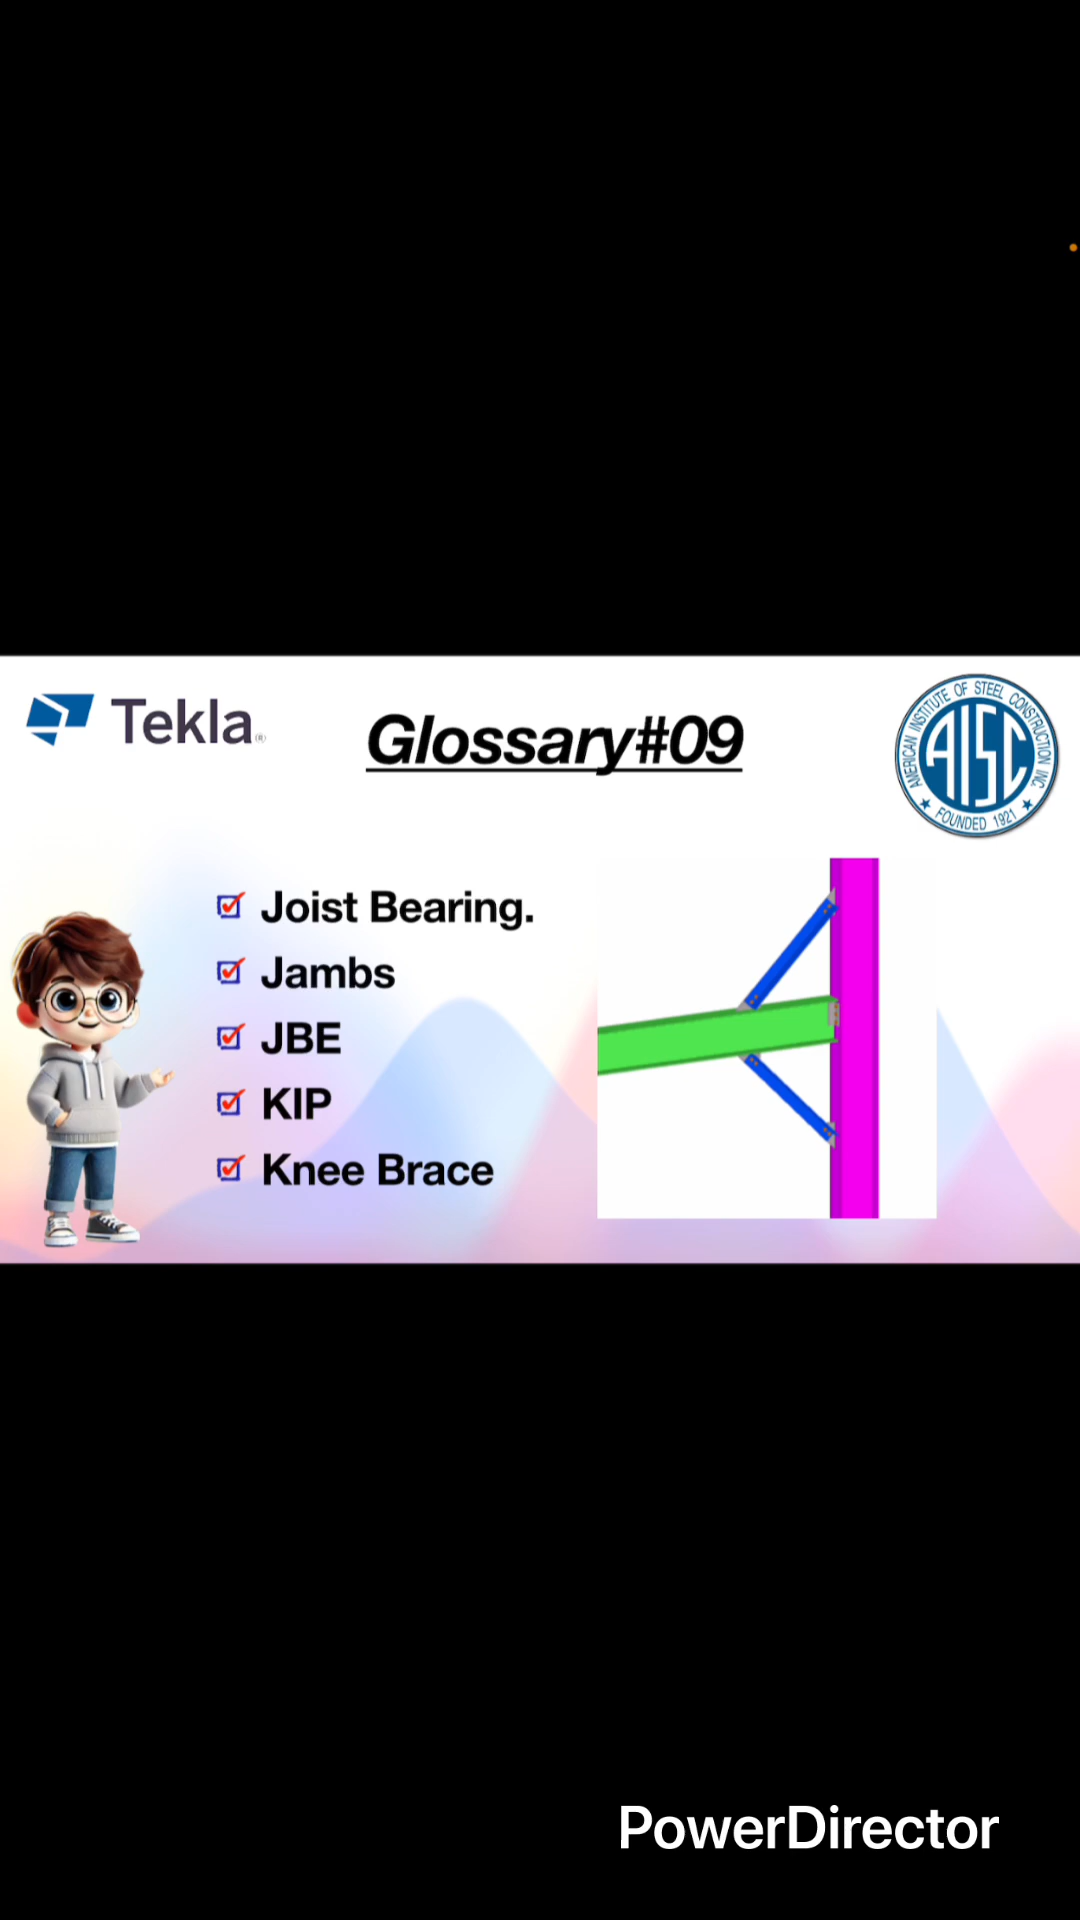 Tekla®
Glossary#09
AMERICAN INSTITUTE OF STEEL CONSTRUCTION INC.
AISC
FOUNDED 1921
Joist Bearing.
Jambs
JBE
KIP
Knee Brace
PowerDirector